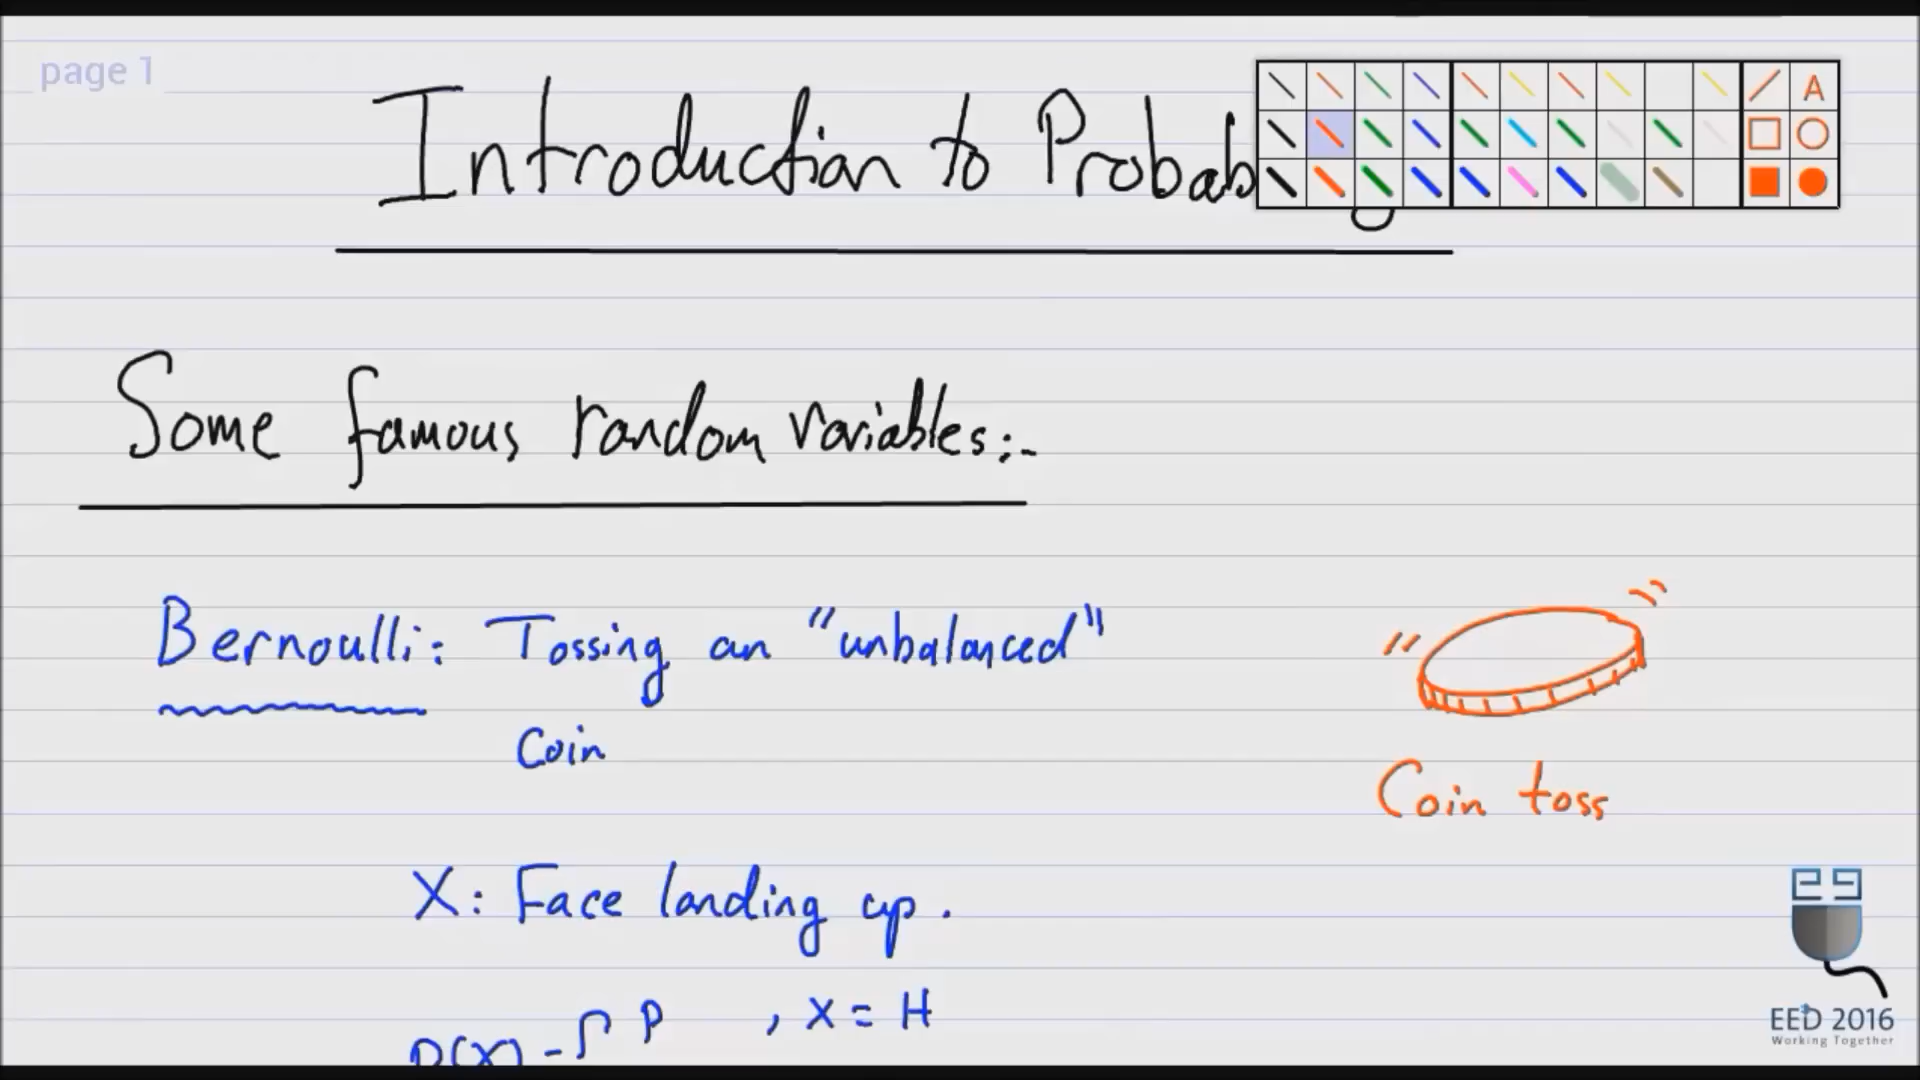 page 1
Introduction to Probab
A
Some famous random variables:-
Bernoulli: Tossing an "unbalanced"
Coin
Coin toss
X: Face landing up.
P , X = H
P(X) =
EED 2016
Working Together